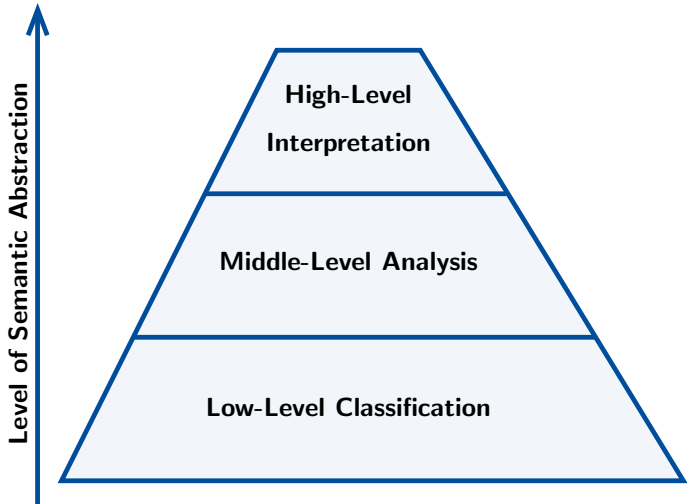 High-Level
Interpretation
Middle-Level Analysis
Low-Level Classification
Level of Semantic Abstraction